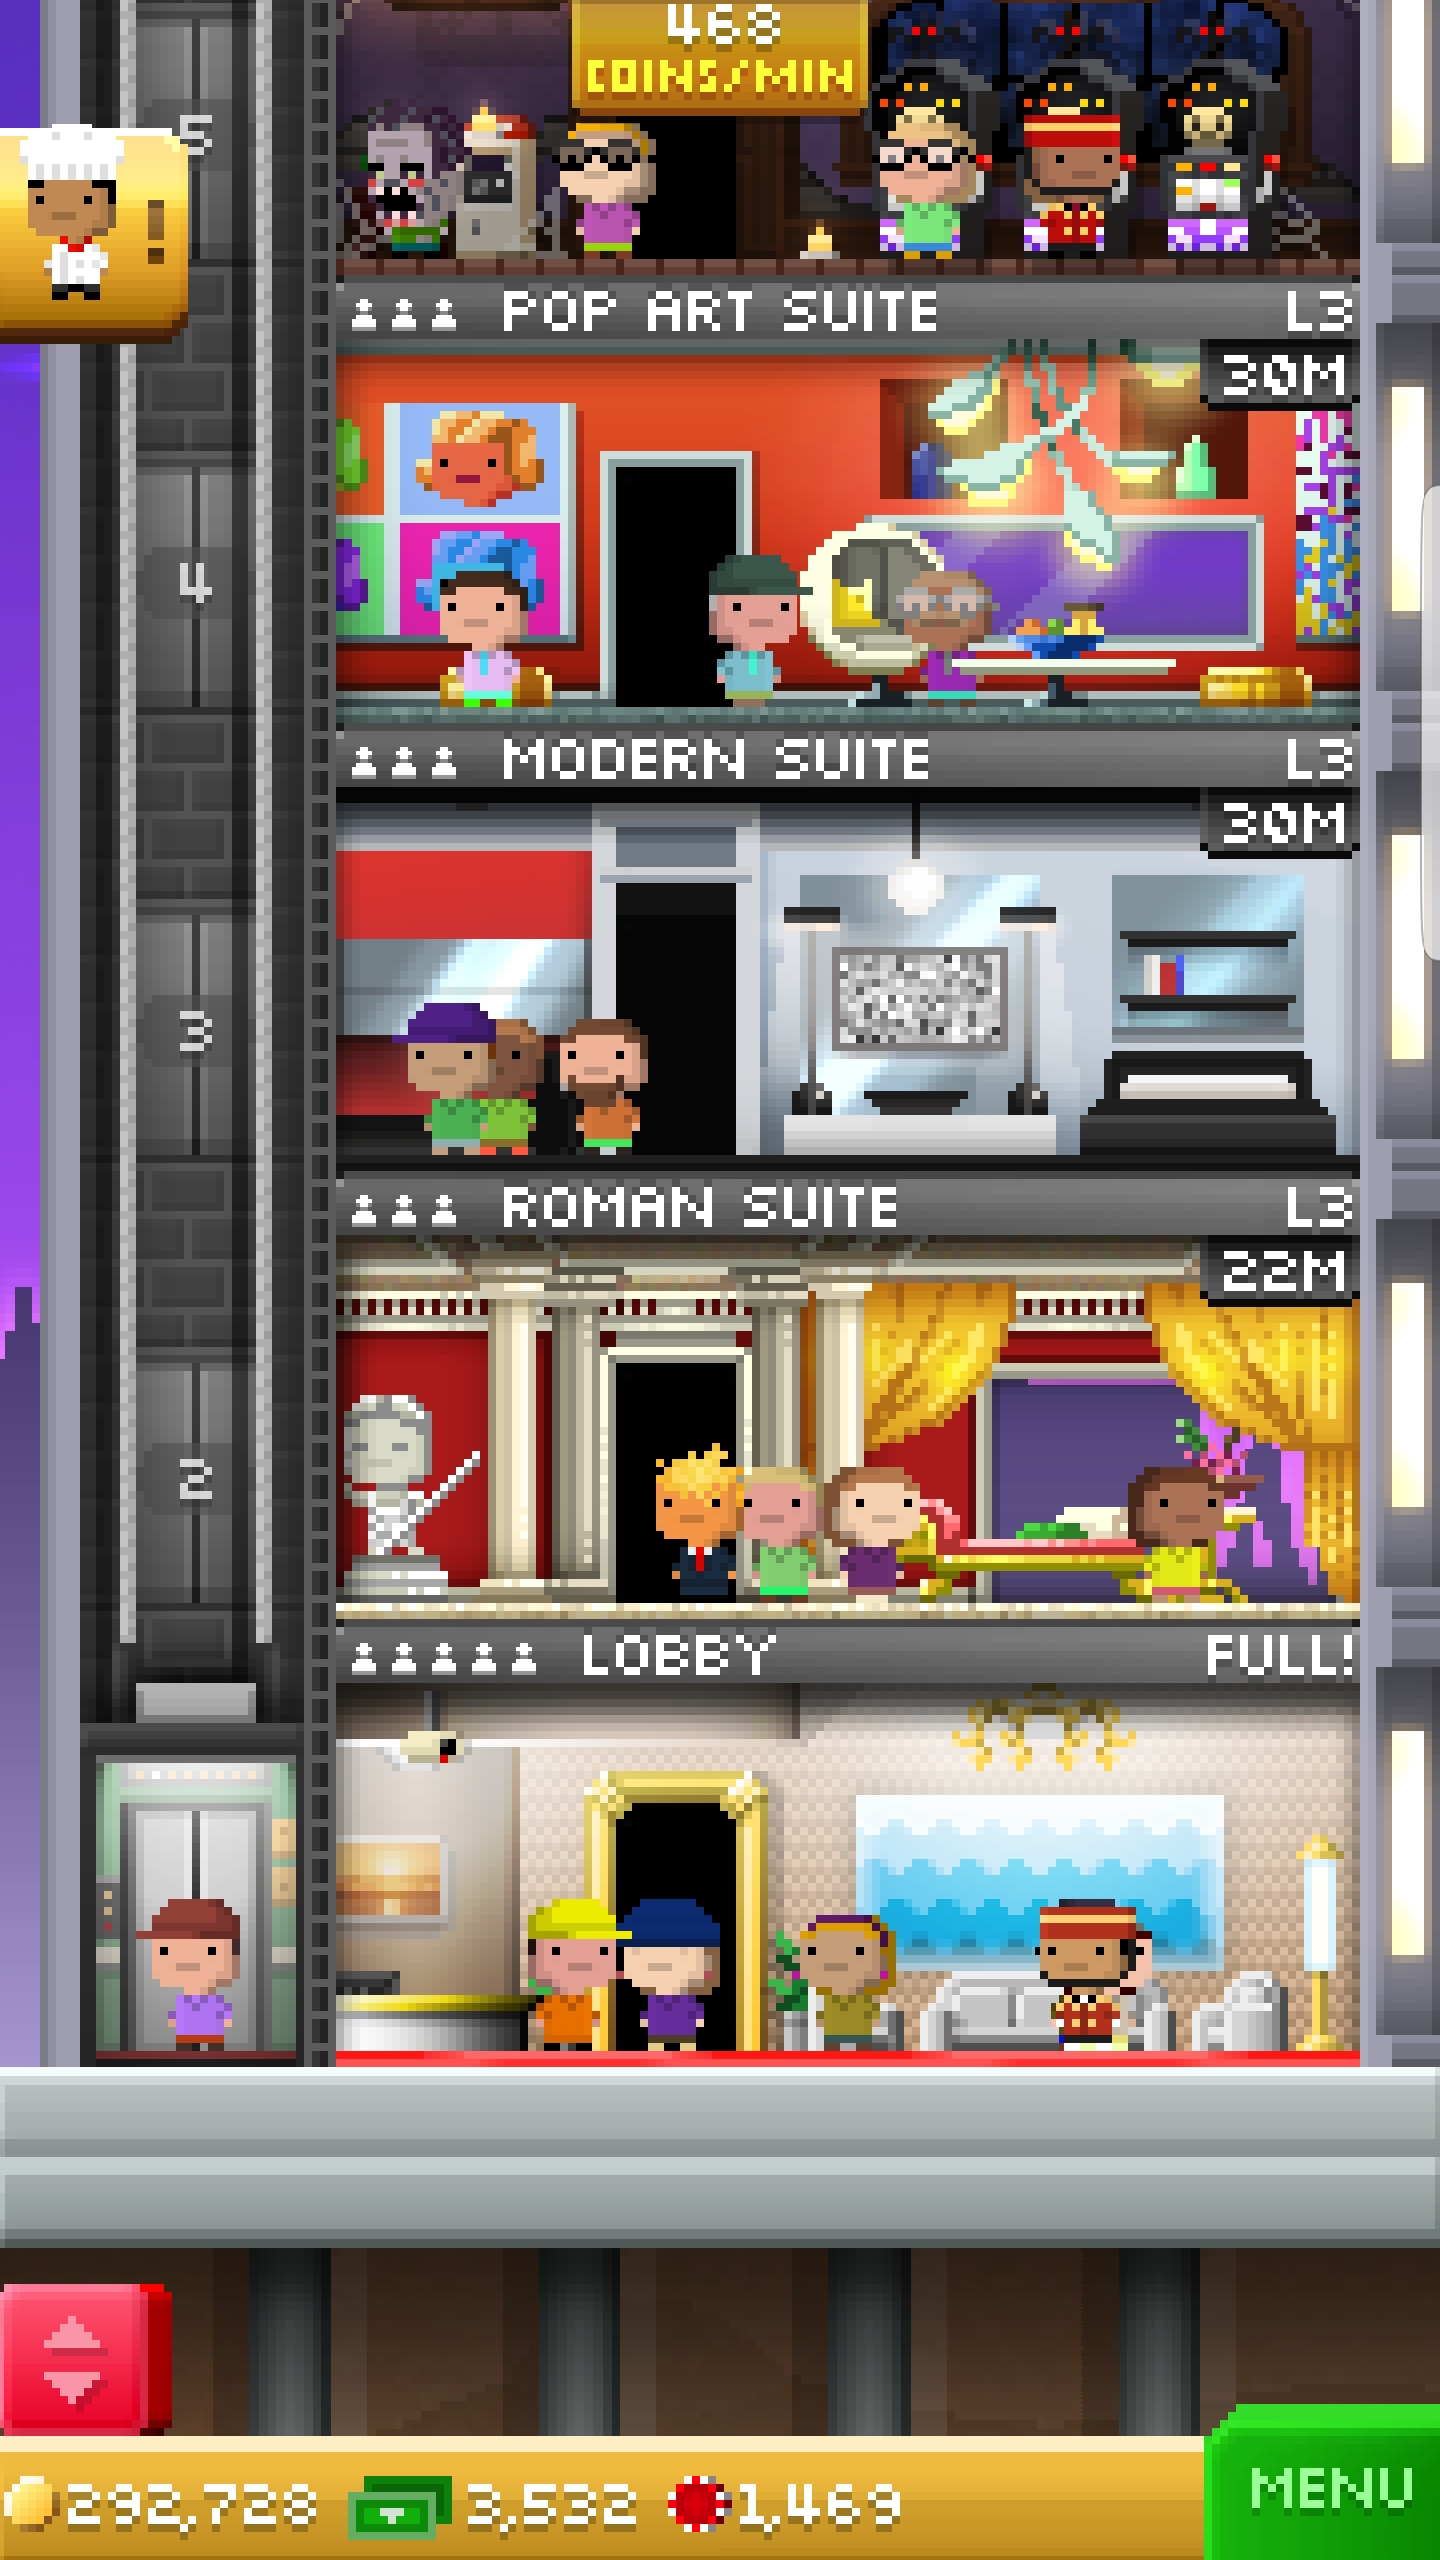 468
COINS/MIN
5
!
POP ART SUITE L3
30M
4
MODERN SUITE L3
30M
3
ROMAN SUITE L3
22M
2
LOBBY FULL!
292,728 3,532 1,469
MENU